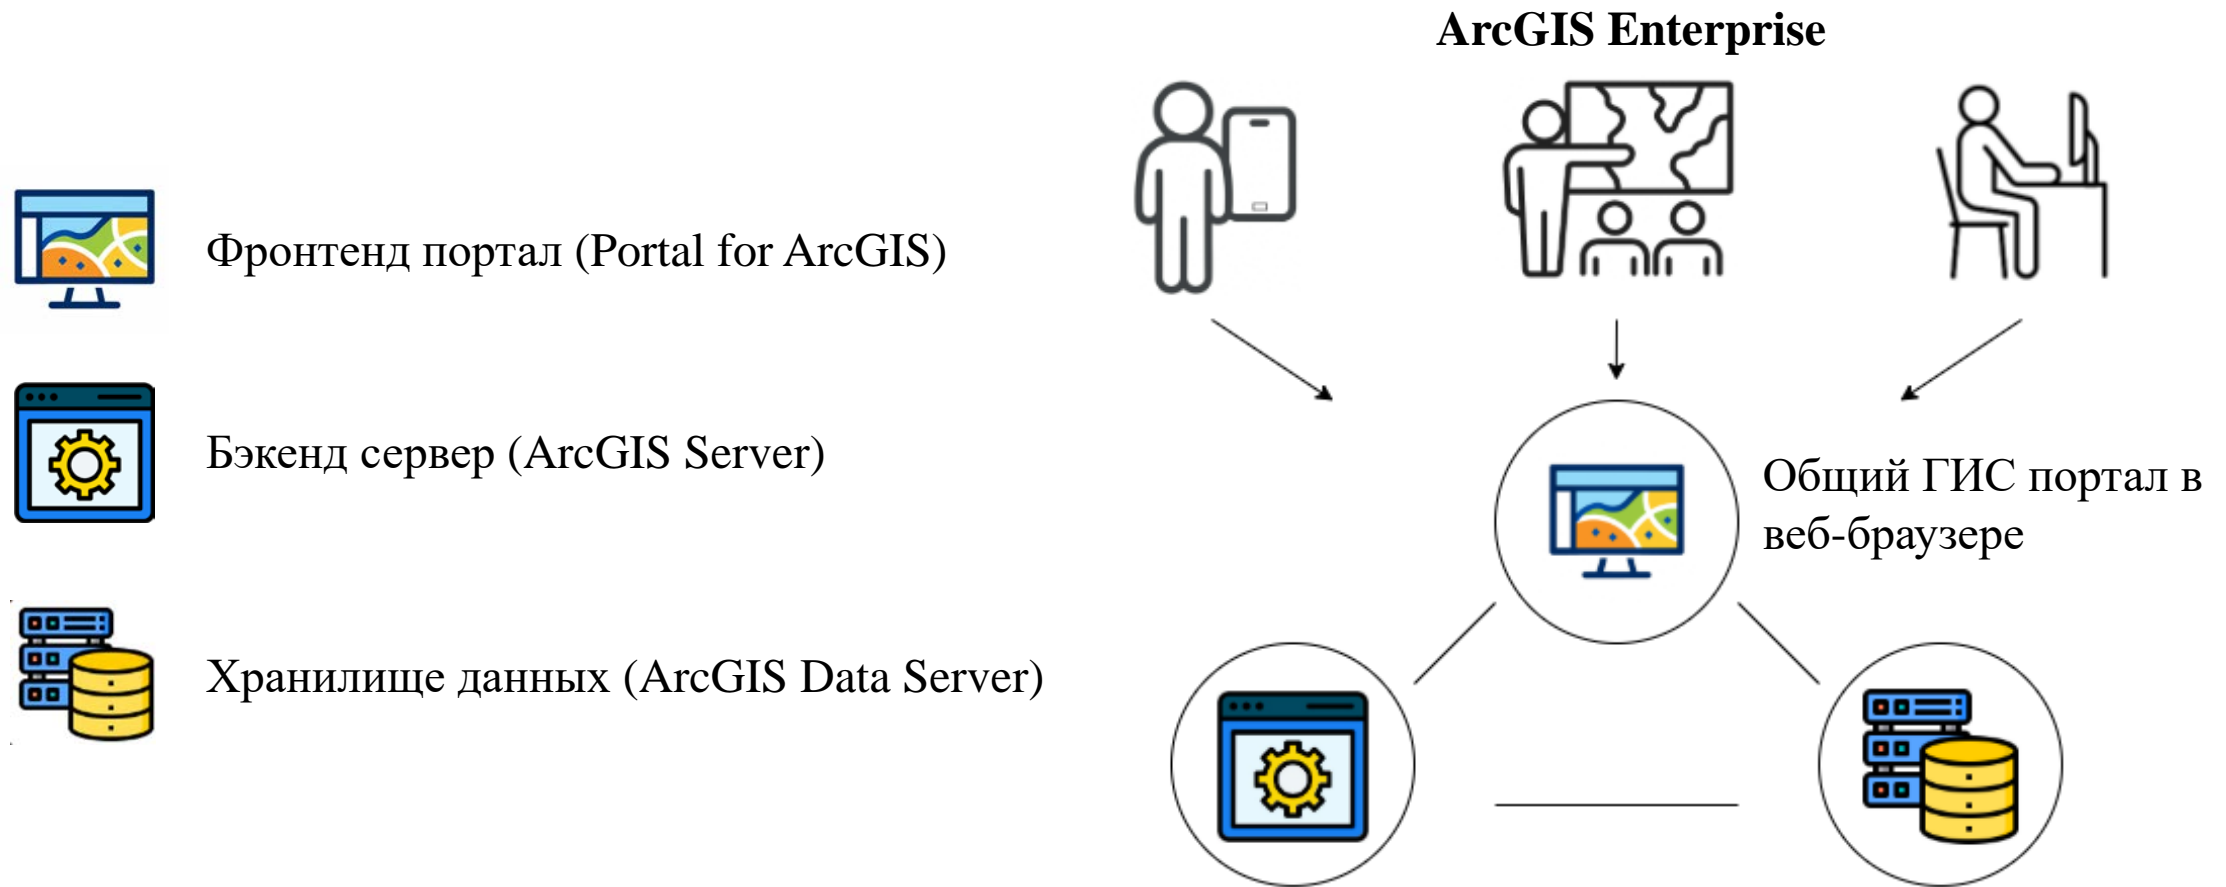 ArcGIS Enterprise
Фронтенд портал (Portal for ArcGIS)
Бэкенд сервер (ArcGIS Server)
Хранилище данных (ArcGIS Data Server)
Общий ГИС портал в
веб-браузере